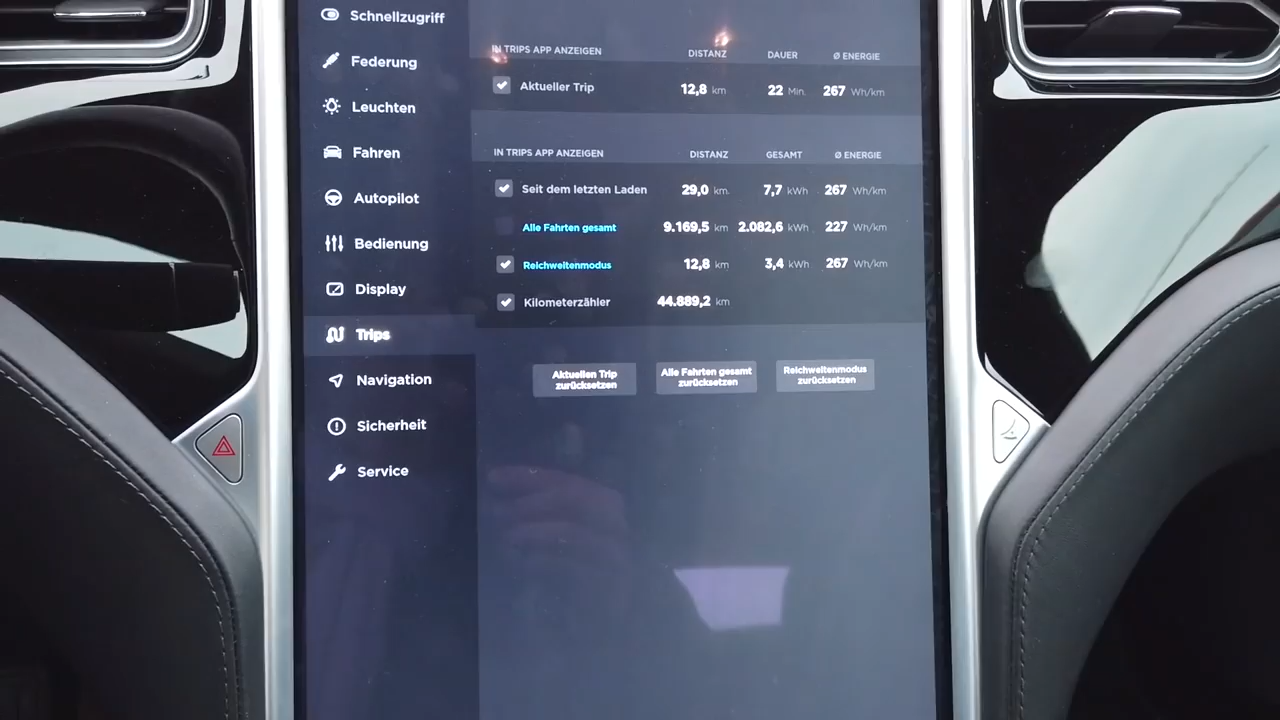 Schnellzugriff
Federung
Leuchten
Fahren
Autopilot
Bedienung
Display
Trips
Navigation
Sicherheit
Service
IN TRIPS APP ANZEIGEN DISTANZ DAUER Ø ENERGIE
Aktueller Trip 12,8 km 22 Min. 267 Wh/km
IN TRIPS APP ANZEIGEN DISTANZ GESAMT Ø ENERGIE
Seit dem letzten Laden 29,0 km 7,7 kWh 267 Wh/km
Alle Fahrten gesamt 9.169,5 km 2.082,6 kWh 227 Wh/km
Reichweitenmodus 12,8 km 3,4 kWh 267 Wh/km
Kilometerzähler 44.889,2 km
Aktuellen Trip
zurücksetzen
Alle Fahrten gesamt
zurücksetzen
Reichweitenmodus
zurücksetzen